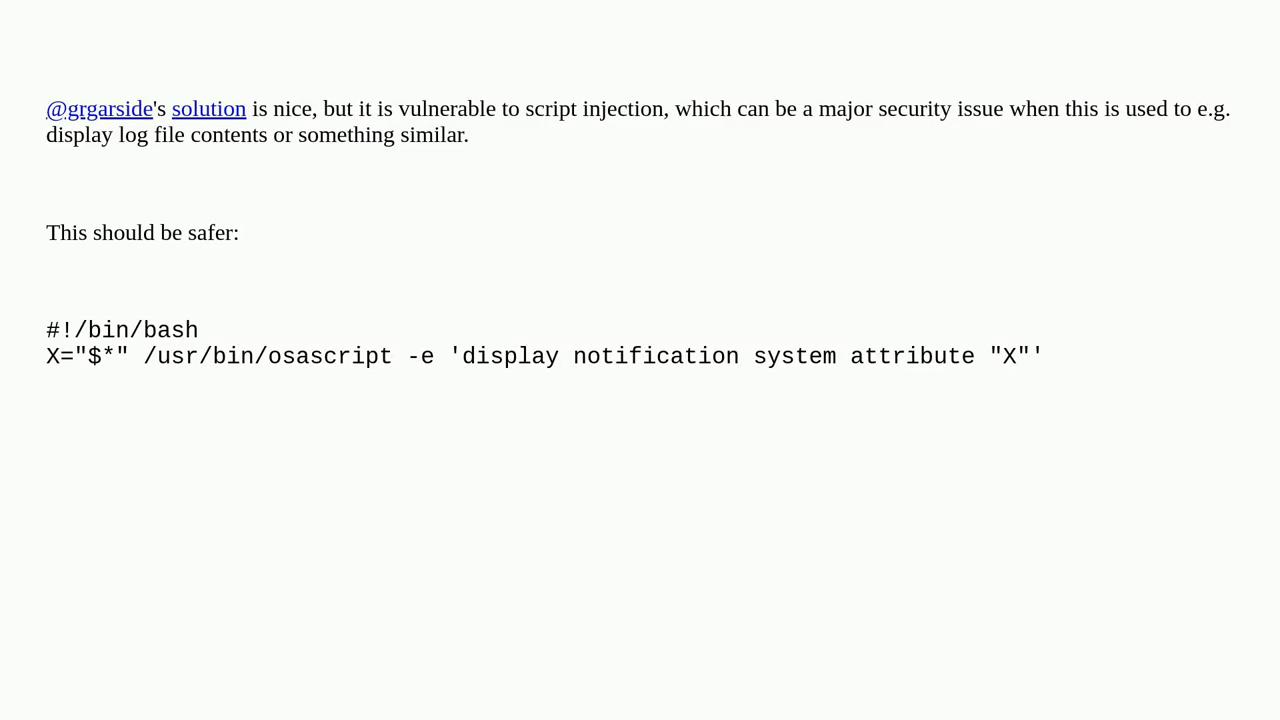 @grgarside's solution is nice, but it is vulnerable to script injection, which can be a major security issue when this is used to e.g.
display log file contents or something similar.
This should be safer:
#!/bin/bash
X="$*" /usr/bin/osascript -e 'display notification system attribute "X"'